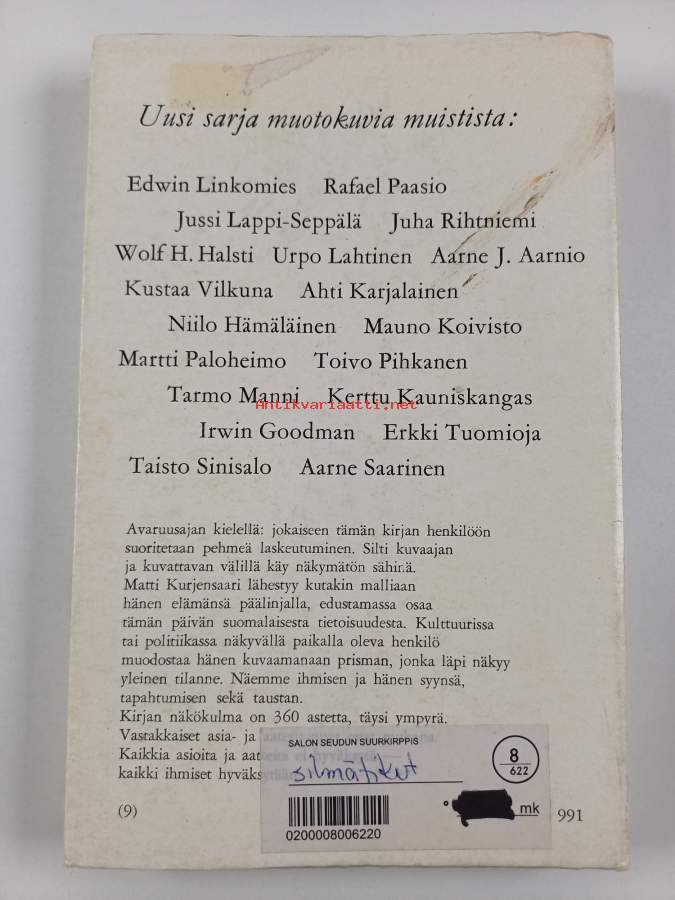 Uusi sarja muotokuvia muistista:
Edwin Linkomies Rafael Paasio
Jussi Lappi-Seppälä Juha Rihtniemi
Wolf H. Halsti Urpo Lahtinen Aarne J. Aarnio
Kustaa Vilkuna Ahti Karjalainen
Niilo Hämäläinen Mauno Koivisto
Martti Paloheimo Toivo Pihkanen
Tarmo Manni Kerttu Kauniskangas
Antikvariaatti.net
Irwin Goodman Erkki Tuomioja
Taisto Sinisalo Aarne Saarinen
Avaruusajan kielellä: jokaiseen tämän kirjan henkilöön
suoritetaan pehmeä laskeutuminen. Silti kuvaajan
ja kuvattavan välillä käy näkymätön sähinä.
Matti Kurjensaari lähestyy kutakin malliaan
hänen elämänsä päälinjalla, edustamassa osaa
tämän päivän suomalaisesta tietoisuudesta. Kulttuurissa
tai politiikassa näkyvällä paikalla oleva henkilö
muodostaa hänen kuvaamanaan prisman, jonka läpi näkyy
yleinen tilanne. Näemme ihmisen ja hänen syynsä,
tapahtumisen sekä taustan.
Kirjan näkökulma on 360 astetta, täysi ympyrä.
Vastakkaiset asia- ja
Kaikkia asioita ja
kaikki ihmiset
SALON SEUDUN SUURKIRPPIS
silmätikut
8
622
mk
0200008006220
(9)
991